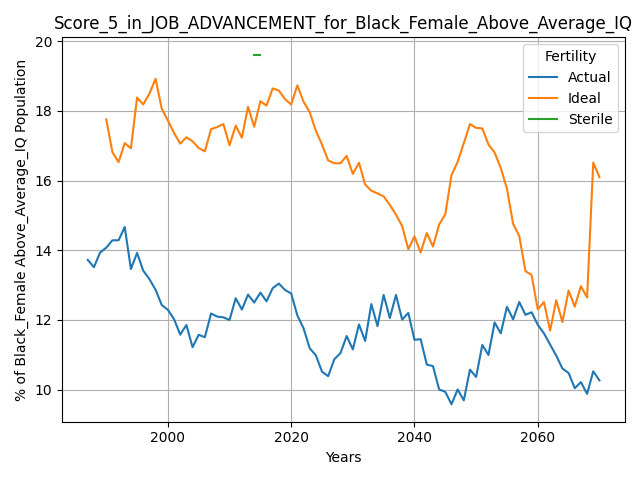 Score_5_in_JOB_ADVANCEMENT_for_Black_Female_Above_Average_IQ
% of Black_Female Above_Average_IQ Population
20
18
16
14
12
10
Fertility
Actual
Ideal
Sterile
2000
2020
2040
2060
Years